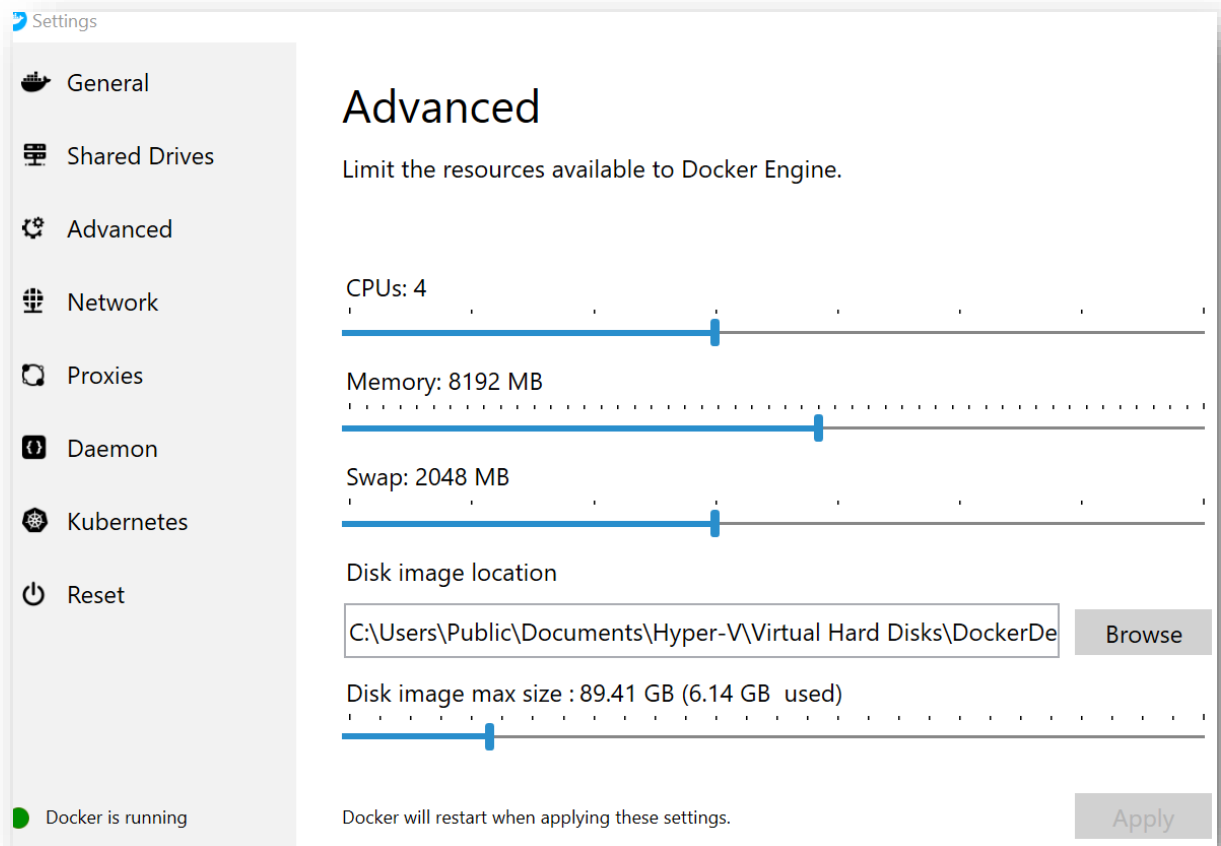 Settings
General
Shared Drives
Advanced
Network
Proxies
Daemon
Kubernetes
Reset
Docker is running
Advanced
Limit the resources available to Docker Engine.
CPUs: 4
Memory: 8192 MB
Swap: 2048 MB
Disk image location
C:\Users\Public\Documents\Hyper-V\Virtual Hard Disks\DockerDe
Browse
Disk image max size : 89.41 GB (6.14 GB  used)
Docker will restart when applying these settings.
Apply